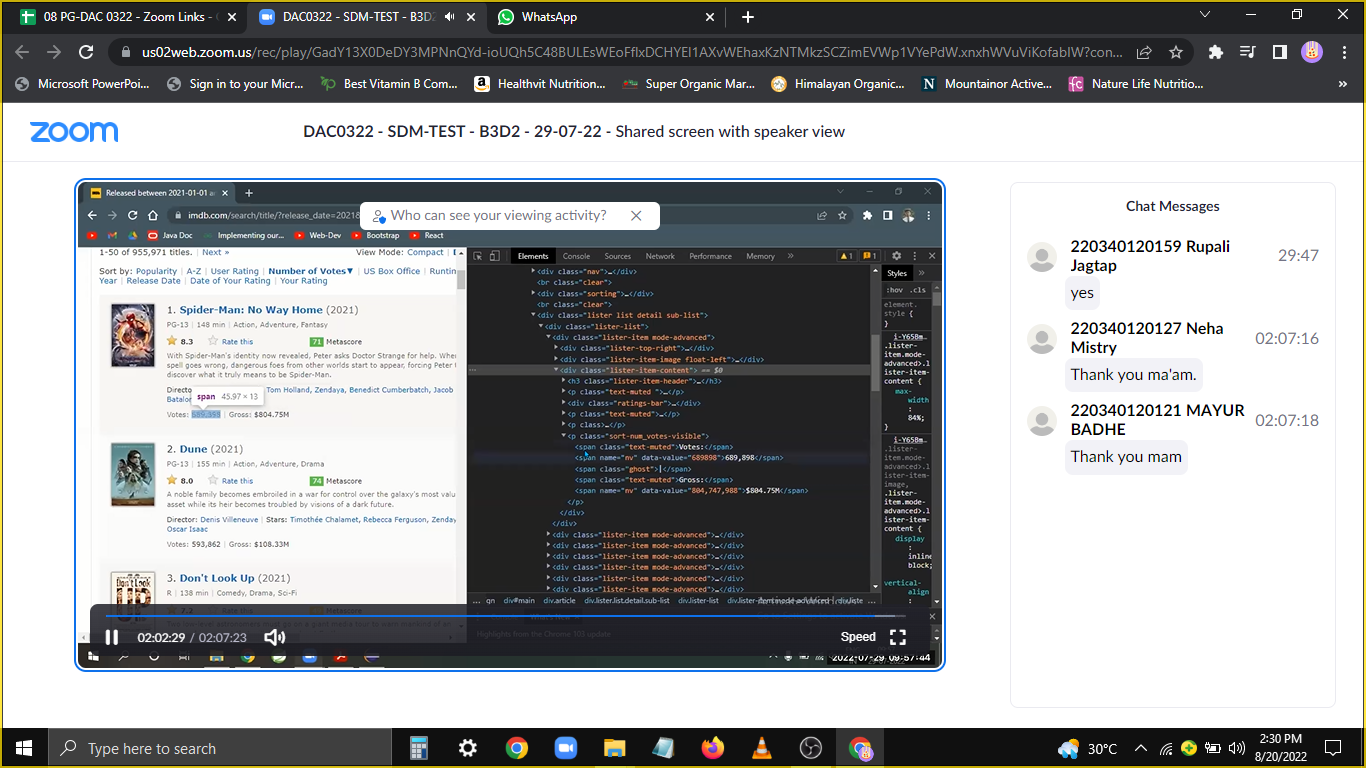 08 PG-DAC 0322 - Zoom Links -
DAC0322 - SDM-TEST - B3D2
WhatsApp
us02web.zoom.us/rec/play/GadY13X0DeDY3MPNnQYd-ioUQh5C48BULEsWEoFflxDCHYEI1AXvWEhaxKzNTMkzSCZimEVWp1VYePdW.xnxhWVuViKofabIW?con...
Microsoft PowerPoi...
Sign in to your Micr...
Best Vitamin B Com...
Healthvit Nutrition...
Super Organic Mar...
Himalayan Organic...
Mountainor Active...
Nature Life Nutritio...
zoom
DAC0322 - SDM-TEST - B3D2 - 29-07-22 - Shared screen with speaker view
Released between 2021-01-01 a
imdb.com/search/title/?release_date=2021
Who can see your viewing activity?
Java Doc
Implementing our...
Web-Dev
Bootstrap
React
1-50 of 955,971 titles. | Next »
View Mode: Compact |
Sort by: Popularity | A-Z | User Rating | Number of Votes▼ | US Box Office | Runtin
Year | Release Date | Date of Your Rating | Your Rating
1. Spider-Man: No Way Home (2021)
PG-13 | 148 min | Action, Adventure, Fantasy
8.3 Rate this 71 Metascore
With Spider-Man's identity now revealed, Peter asks Doctor Strange for help. Whe
spell goes wrong, dangerous foes from other worlds start to appear, forcing Peter
discover what it truly means to be Spider-Man.
Directo
Tom Holland, Zendaya, Benedict Cumberbatch, Jacob
Batalon
span 45.97 × 13
Votes: 689,898 | Gross: $804.75M
2. Dune (2021)
PG-13 | 155 min | Action, Adventure, Drama
8.0 Rate this 74 Metascore
A noble family becomes embroiled in a war for control over the galaxy's most valu
asset while its heir becomes troubled by visions of a dark future.
Director: Denis Villeneuve | Stars: Timothée Chalamet, Rebecca Ferguson, Zenday
Oscar Isaac
Votes: 593,862 | Gross: $108.33M
3. Don't Look Up (2021)
R | 138 min | Comedy, Drama, Sci-Fi
7.2 Rate this Metascore
Elements
Console
Sources
Network
Performance
Memory
1
1
<div class="nav">…</div>
<br class="clear">
<div class="sorting">…</div>
<br class="clear">
<div class="lister list detail sub-list">
<div class="lister-list">
<div class="lister-item mode-advanced">
<div class="lister-top-right">…</div>
<div class="lister-item-image float-left">…</div>
<div class="lister-item-content"> == $0
<h3 class="lister-item-header">…</h3>
<p class="text-muted ">…</p>
<div class="ratings-bar">…</div>
<p class="text-muted">…</p>
<p class>…</p>
<p class="sort-num_votes-visible">
<span class="text-muted">Votes:</span>
<span name="nv" data-value="689898">689,898</span>
<span class="ghost">|</span>
<span class="text-muted">Gross:</span>
<span name="nv" data-value="804,747,988">$804.75M</span>
</p>
</div>
</div>
<div class="lister-item mode-advanced">…</div>
<div class="lister-item mode-advanced">…</div>
<div class="lister-item mode-advanced">…</div>
<div class="lister-item mode-advanced">…</div>
<div class="lister-item mode-advanced">…</div>
<div class="lister-item mode-advanced">…</div>
... on div#main div.article div.lister.list.detail.sub-list div.lister-list
Highlights from the Chrome 103 update
Styles
:hov .cls
element.
style {
}
i-Y658m…
.lister-
item.mode-
advanced>.l
ister-item-
content {
max-
width
:
84%;
}
i-Y658m…
.lister-
item.mode-
advanced>.l
ister-item-
image,
.lister-
item.mode-
advanced>.l
ister-item-
content {
display
:
inline
block;
vertical-
align
:
02:02:29 / 02:07:23
Speed
2022-07-29 09:57:44
Chat Messages
220340120159 Rupali
Jagtap
29:47
yes
220340120127 Neha
Mistry
02:07:16
Thank you ma'am.
220340120121 MAYUR
BADHE
02:07:18
Thank you mam
Type here to search
30°C
2:30 PM
8/20/2022